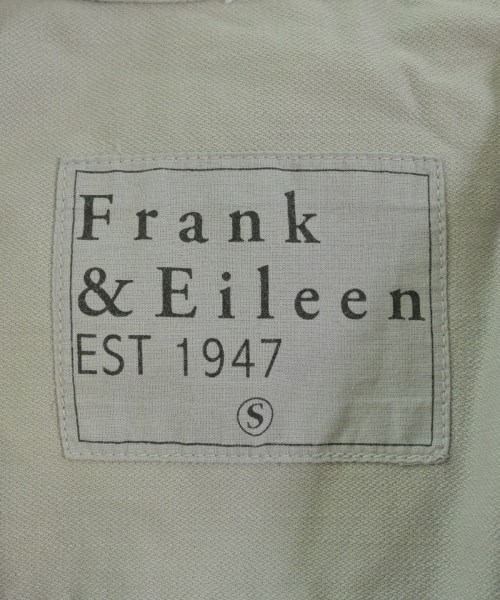 Frank
& Eileen
EST 1947
S